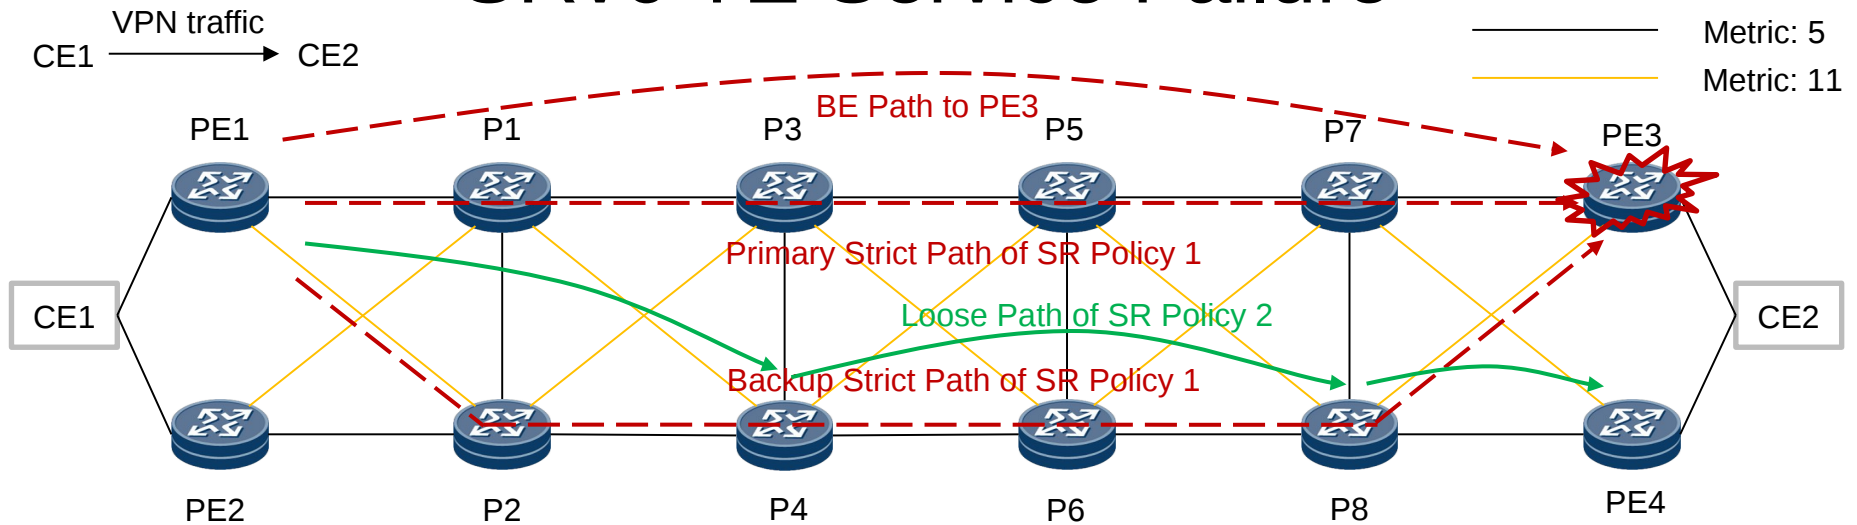 VPN traffic
CE1
CE2
Metric: 5
Metric: 11
BE Path to PE3
PE1
P1
P3
P5
P7
PE3
Primary Strict Path of SR Policy 1
CE1
Loose Path of SR Policy 2
CE2
Backup Strict Path of SR Policy 1
PE2
P2
P4
P6
P8
PE4